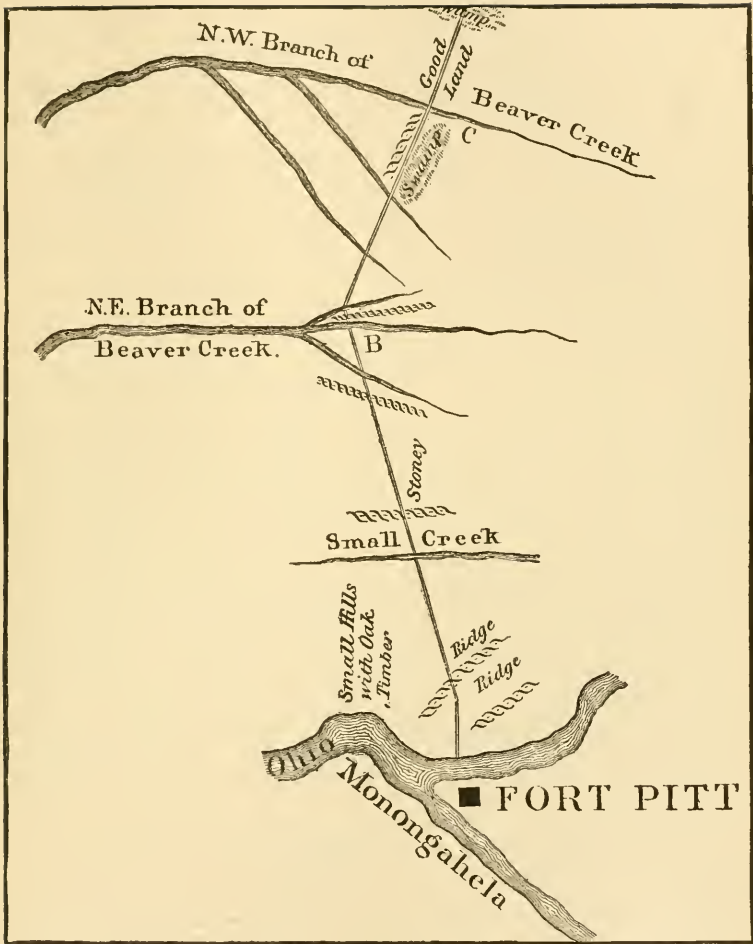 Swamp.
N.W. Branch of
Good
Land
Beaver Creek
C
Swamp
N.E. Branch of
Beaver Creek.
B
Stoney
Small Creek
Small Hills
with Oak
Timber
Ridge
Ridge
Ohio
Monongahela
FORT PITT